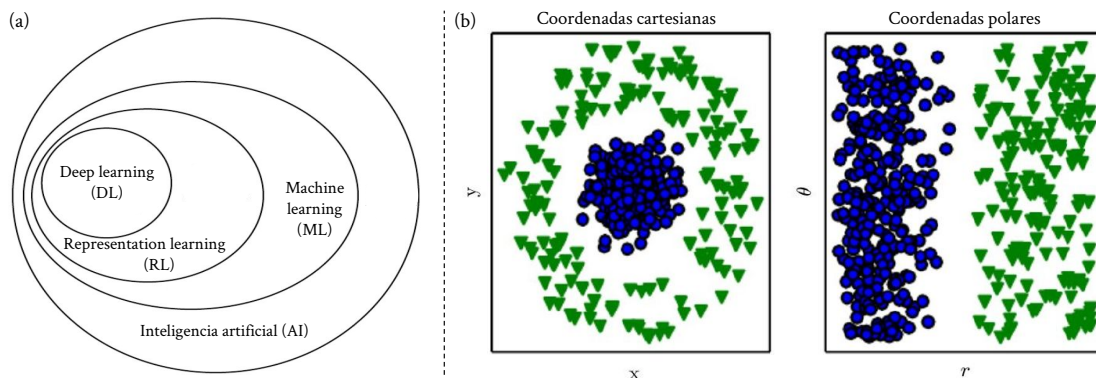 (a)
Deep learning
(DL)
Machine
learning
(ML)
Representation learning
(RL)
Inteligencia artificial (AI)
(b)
Coordenadas cartesianas
y
x
Coordenadas polares
θ
r